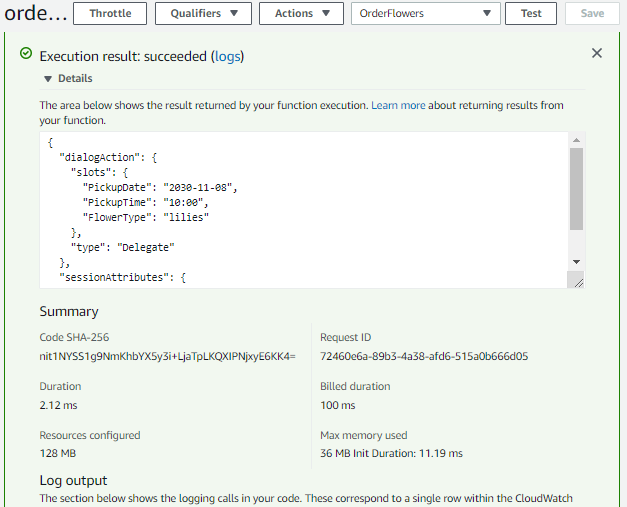 orde... Throttle Qualifiers Actions OrderFlowers Test Save
Execution result: succeeded (logs)
Details
The area below shows the result returned by your function execution. Learn more about returning results from
your function.
{
"dialogAction": {
"slots": {
"PickupDate": "2030-11-08",
"PickupTime": "10:00",
"FlowerType": "lilies"
},
"type": "Delegate"
},
"sessionAttributes": {
Summary
Code SHA-256 Request ID
nit1NYSS1g9NmKhbYX5y3i+LjaTpLKQXIPNjxyE6KK4= 72460e6a-89b3-4a38-afd6-515a0b666d05
Duration Billed duration
2.12 ms 100 ms
Resources configured Max memory used
128 MB 36 MB Init Duration: 11.19 ms
Log output
The section below shows the logging calls in your code. These correspond to a single row within the CloudWatch